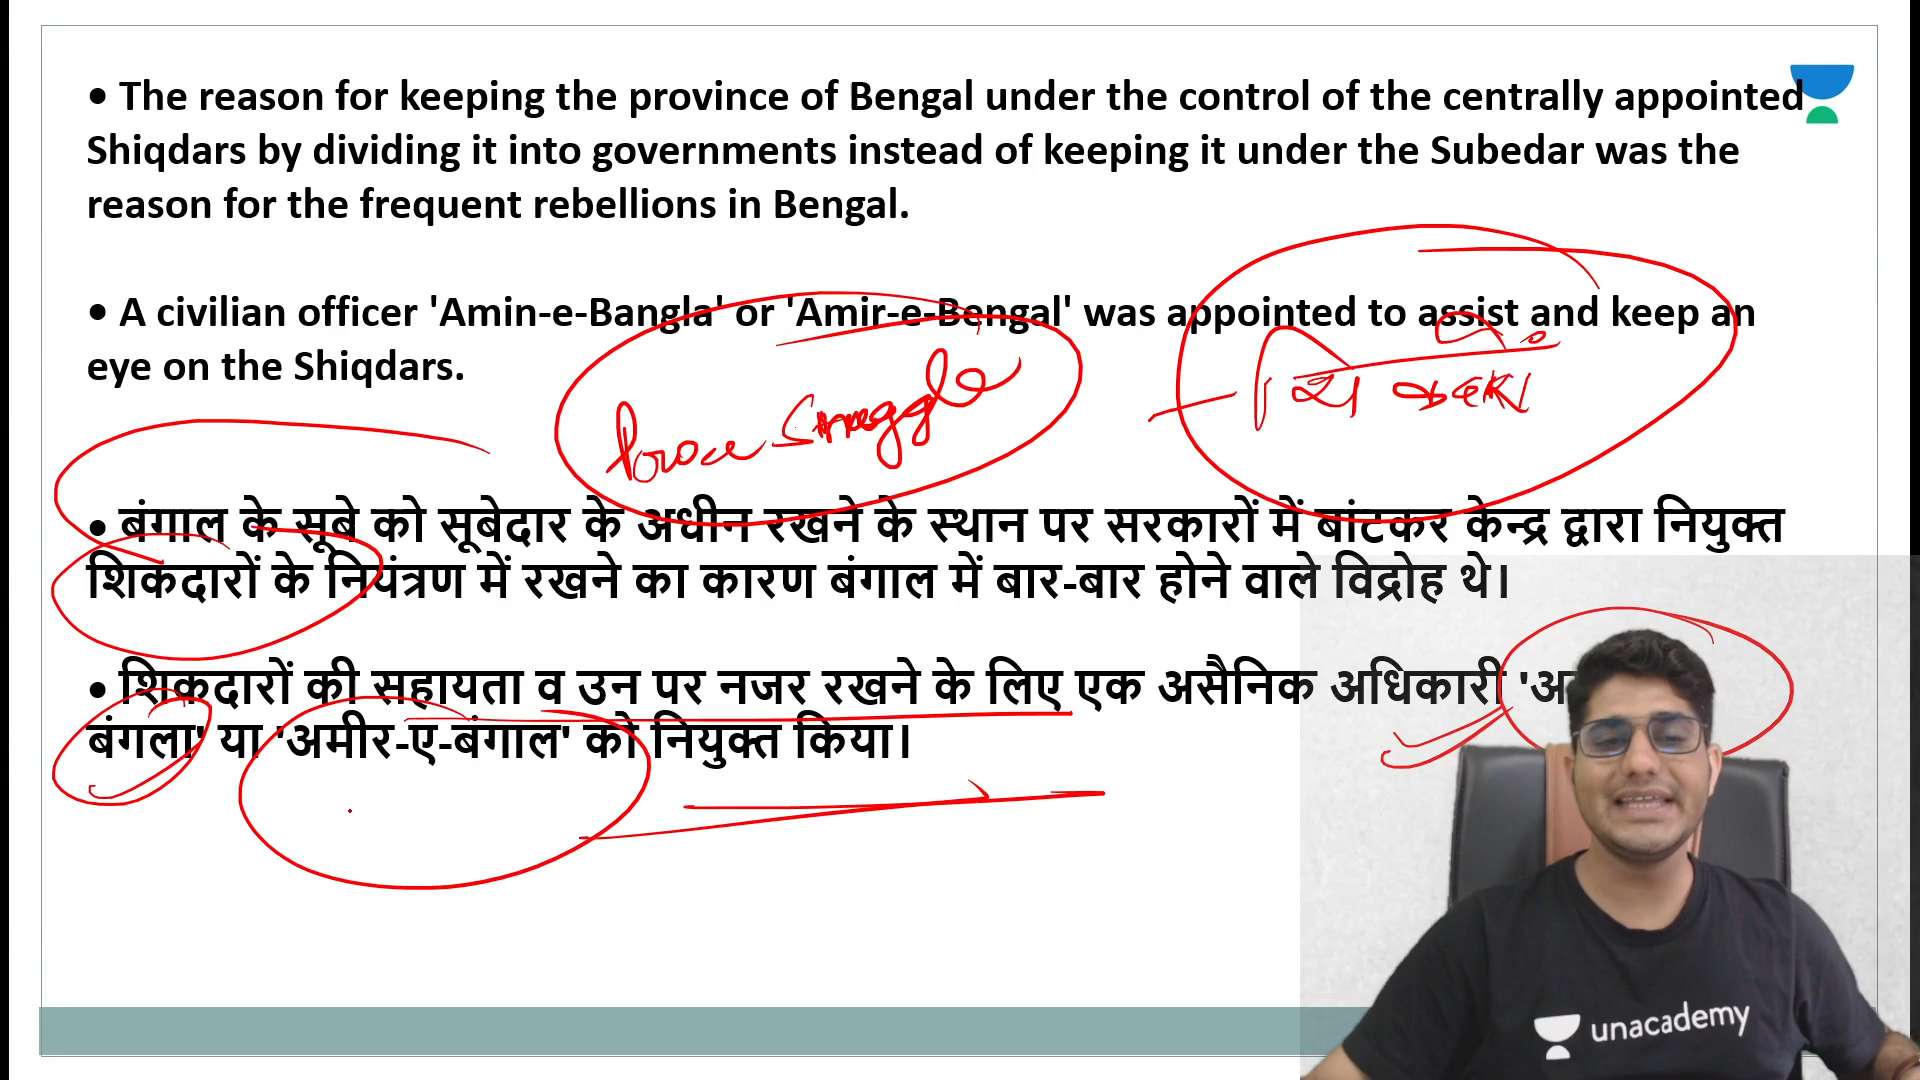 • The reason for keeping the province of Bengal under the control of the centrally appointed
Shiqdars by dividing it into governments instead of keeping it under the Subedar was the
reason for the frequent rebellions in Bengal.
• A civilian officer 'Amin-e-Bangla' or 'Amir-e-Bengal' was appointed to assist and keep an
eye on the Shiqdars.
Struggle
• बंगाल के सूबे को सूबेदार के अधीन रखने के स्थान पर सरकारों में बांटकर केन्द्र द्वारा नियुक्त
शिकदारों के नियंत्रण में रखने का कारण बंगाल में बार-बार होने वाले विद्रोह थे।
• शिकदारों की सहायता व उन पर नजर रखने के लिए एक असैनिक अधिकारी
बंगला' या 'अमीर-ए-बंगाल' को नियुक्त किया।
unacademy